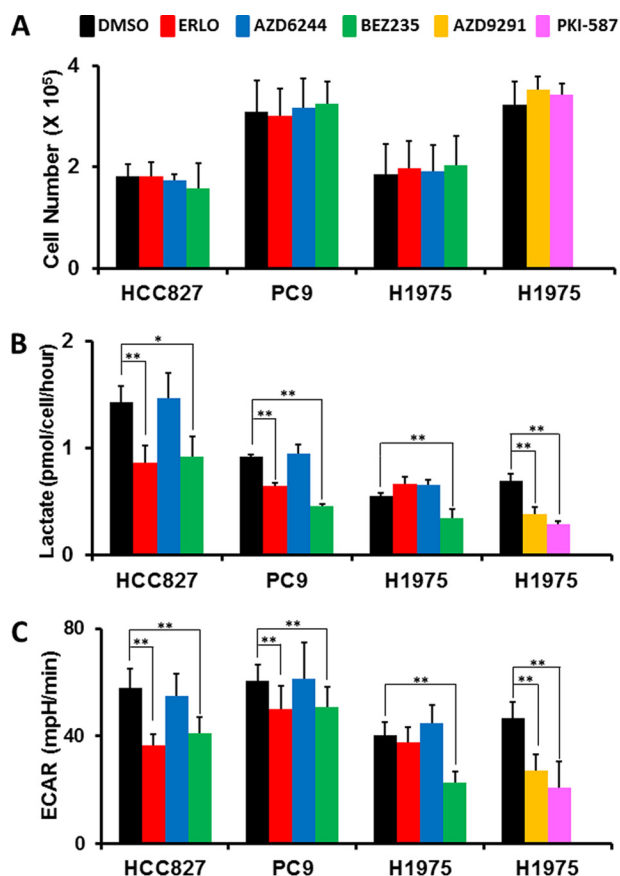 A
DMSO ERLO AZD6244 BEZ235 AZD9291 PKI-587
Cell Number (X 10⁵)
4
2
0
HCC827 PC9 H1975 H1975
B
Lactate (pmol/cell/hour)
2
1
0
*
**
**
**
**
**
**
HCC827 PC9 H1975 H1975
C
ECAR (mpH/min)
80
40
0
**
**
**
**
**
**
**
HCC827 PC9 H1975 H1975